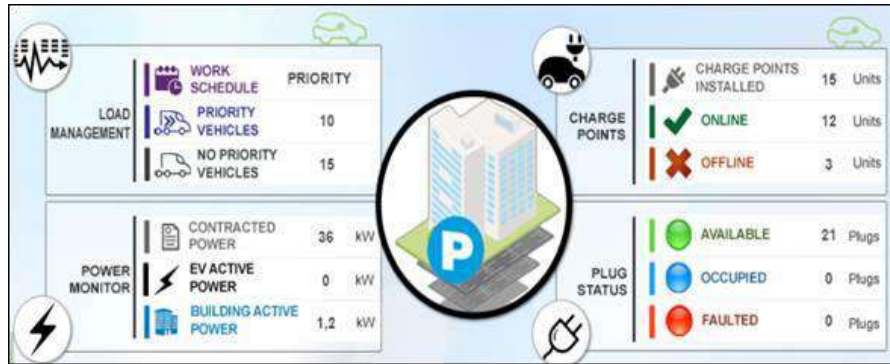 LOAD
MANAGEMENT
WORK
SCHEDULE
PRIORITY
PRIORITY
VEHICLES
10
NO PRIORITY
VEHICLES
15
CHARGE
POINTS
CHARGE POINTS
INSTALLED
15 Units
ONLINE
12 Units
OFFLINE
3 Units
P
POWER
MONITOR
CONTRACTED
POWER
36 kW
EV ACTIVE
POWER
0 kW
BUILDING ACTIVE
POWER
1,2 kW
PLUG
STATUS
AVAILABLE
21 Plugs
OCCUPIED
0 Plugs
FAULTED
0 Plugs